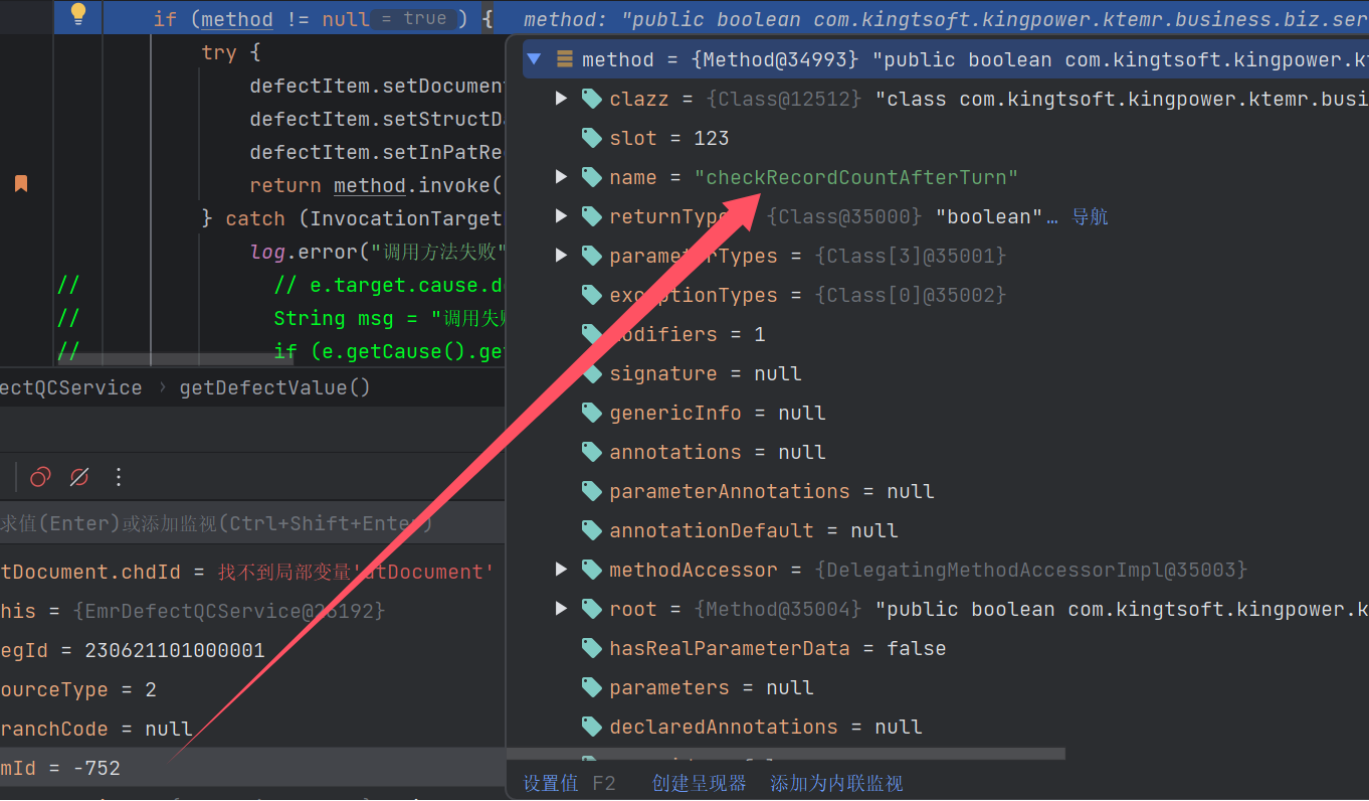 if (method != null = true ) {    method: "public boolean com.kingtsoft.kingpower.ktemr.business.biz.ser
try {
defectItem.setDocumen
defectItem.setStructD
defectItem.setInPatRe
return method.invoke(
} catch (InvocationTarget
log.error("调用方法失败"
//    // e.target.cause.d
//    String msg = "调用失
//    if (e.getCause().ge
ectQCService › getDefectValue()
求值(Enter)或添加监视(Ctrl+Shift+Enter)
tDocument.chdId = 找不到局部变量'atDocument'
his = {EmrDefectQCService@26192}
egId = 230621101000001
ourceType = 2
ranchCode = null
mId = -752
method = {Method@34993} "public boolean com.kingtsoft.kingpower.kt
clazz = {Class@12512} "class com.kingtsoft.kingpower.ktemr.busi
slot = 123
name = "checkRecordCountAfterTurn"
returnType {Class@35000} "boolean"… 导航
parameterTypes = {Class[3]@35001}
exceptionTypes = {Class[0]@35002}
modifiers = 1
signature = null
genericInfo = null
annotations = null
parameterAnnotations = null
annotationDefault = null
methodAccessor = {DelegatingMethodAccessorImpl@35003}
root = {Method@35004} "public boolean com.kingtsoft.kingpower.k
hasRealParameterData = false
parameters = null
declaredAnnotations = null
设置值 F2 创建呈现器 添加为内联监视